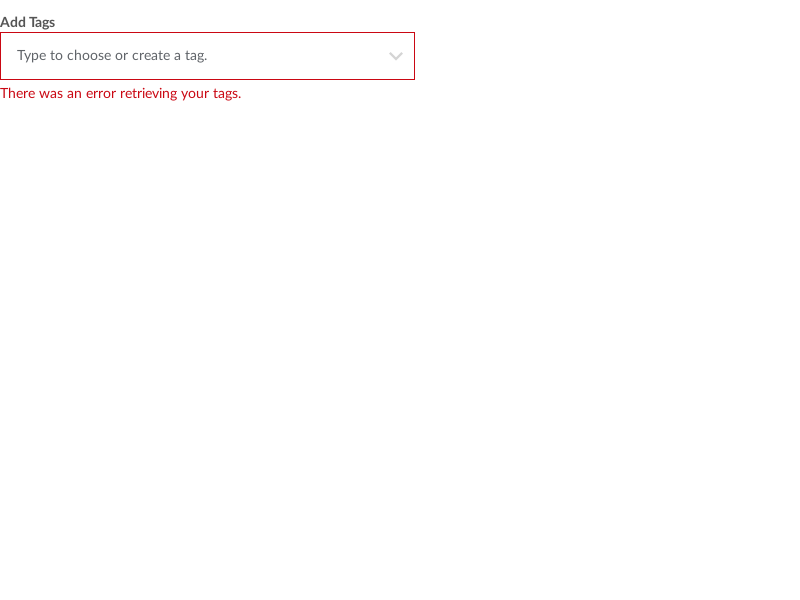 Add Tags
Type to choose or create a tag.
There was an error retrieving your tags.